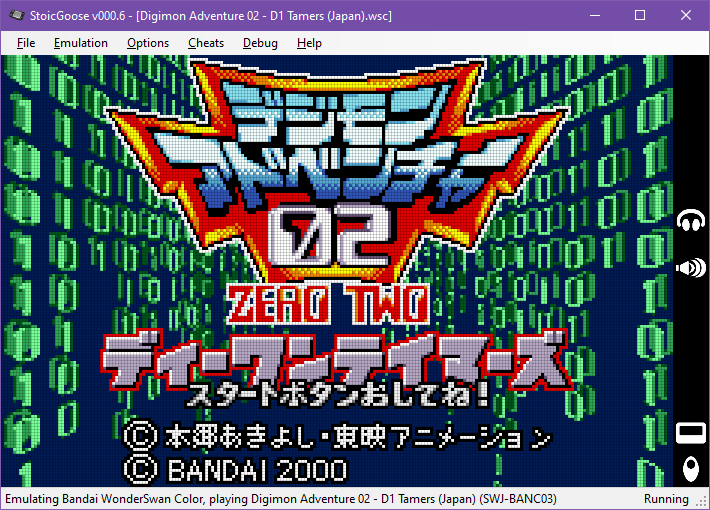 StoicGoose v000.6 - [Digimon Adventure 02 - D1 Tamers (Japan).wsc]
File Emulation Options Cheats Debug Help
デジモン
アドベンチャー
02
ZERO TWO
ディーワンテイマーズ
スタートボタンおしてね!
©本郷あきよし・東映アニメーション
©BANDAI 2000
Emulating Bandai WonderSwan Color, playing Digimon Adventure 02 - D1 Tamers (Japan) (SWJ-BANC03) Running